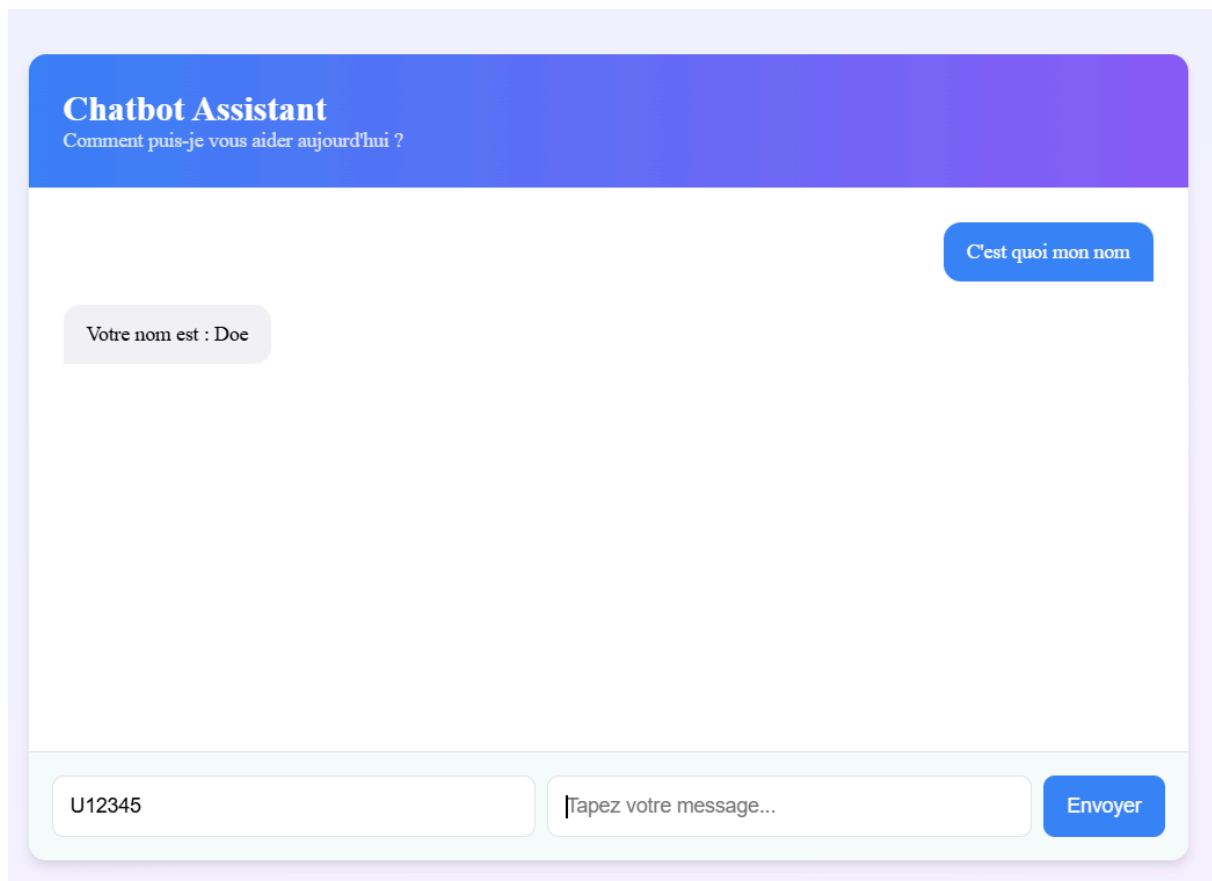 Chatbot Assistant
Comment puis-je vous aider aujourd'hui ?
C'est quoi mon nom
Votre nom est : Doe
U12345
Tapez votre message...
Envoyer